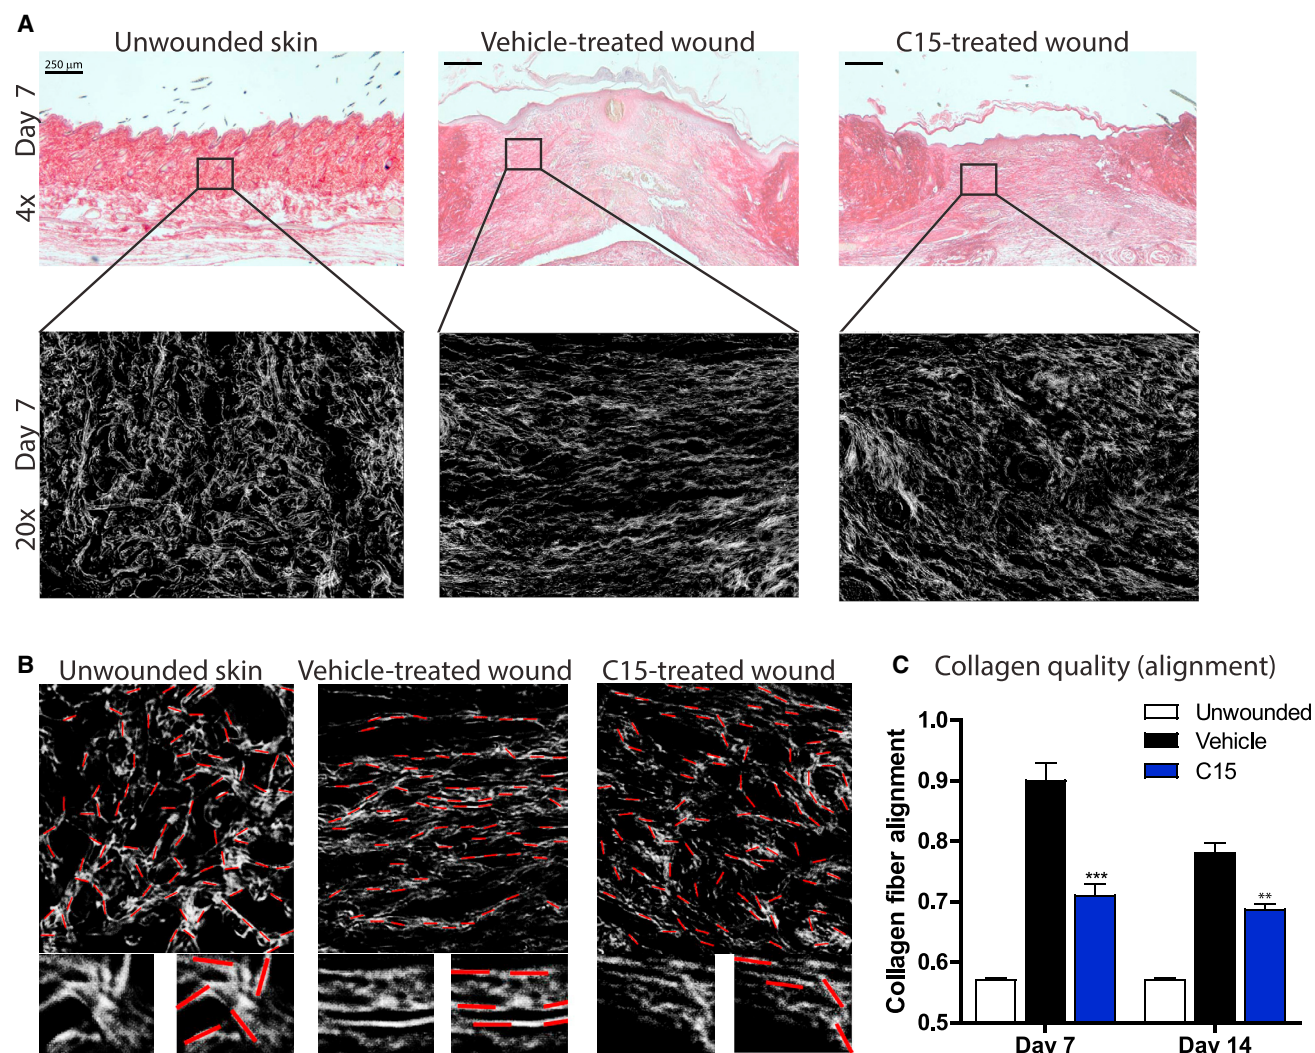 A
Unwounded skin
Vehicle-treated wound
C15-treated wound
250 µm
4x Day 7
20x Day 7
B
Unwounded skin
Vehicle-treated wound
C15-treated wound
C
Collagen quality (alignment)
Unwounded
Vehicle
C15
Collagen fiber alignment
1.0
0.9
0.8
0.7
0.6
0.5
***
**
Day 7
Day 14